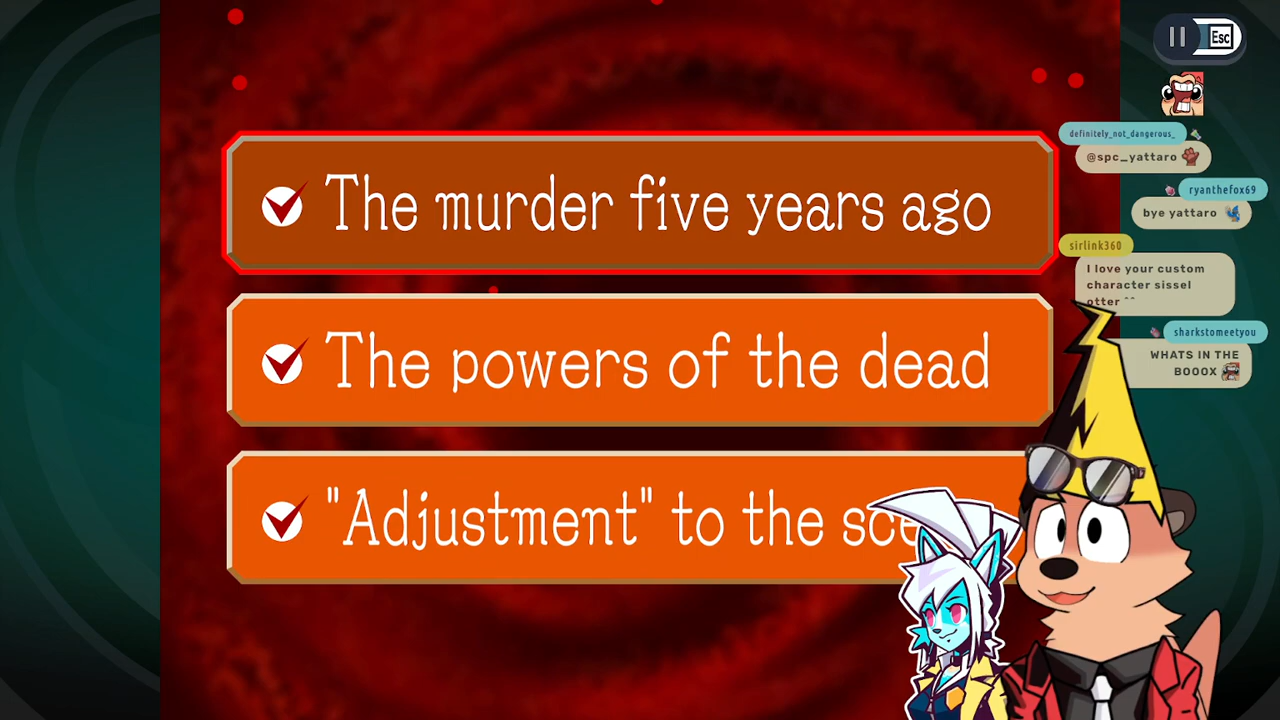 Esc
The murder five years ago
The powers of the dead
"Adjustment" to the
definitely_not_dangerous_
@spc_yattaro
ryanthefox69
bye yattaro
sirlink360
I love your custom
character sissel
otter ^^
sharkstomeetyou
WHATS IN THE
BOOOX